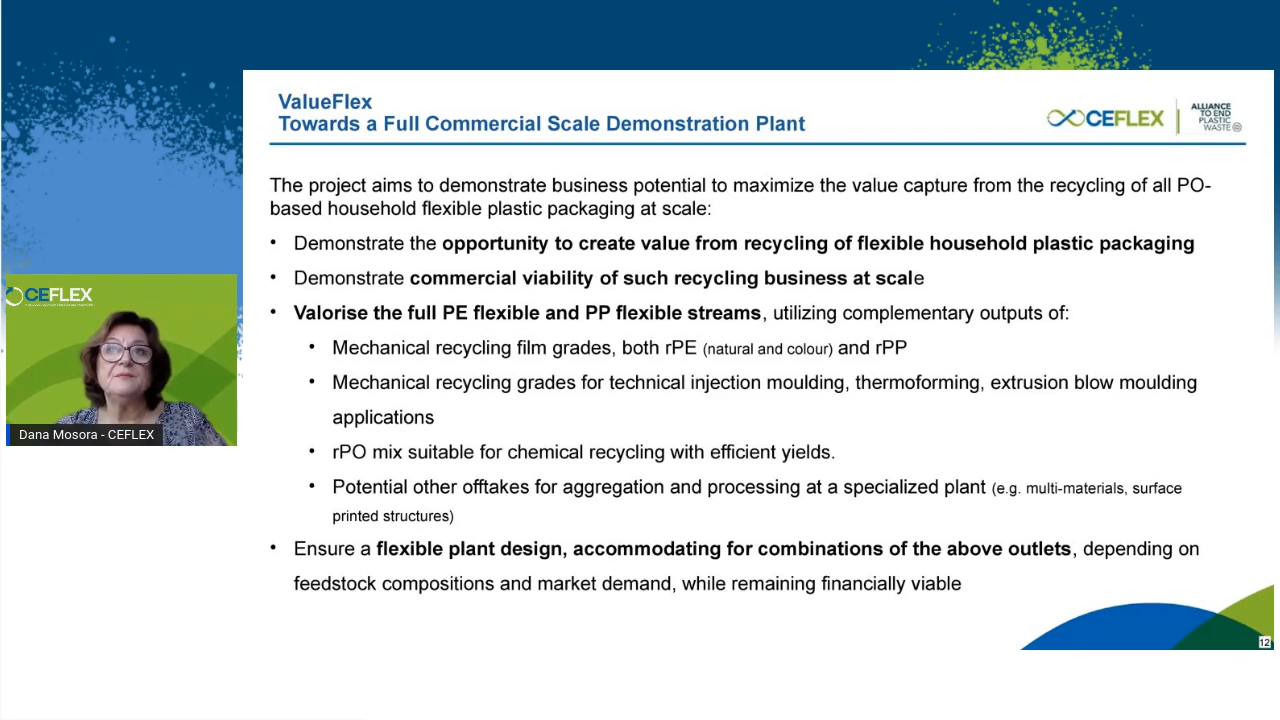 ValueFlex
Towards a Full Commercial Scale Demonstration Plant
CEFLEX
ALLIANCE
TO END
PLASTIC
WASTE
The project aims to demonstrate business potential to maximize the value capture from the recycling of all PO-
based household flexible plastic packaging at scale:
• Demonstrate the opportunity to create value from recycling of flexible household plastic packaging
• Demonstrate commercial viability of such recycling business at scale
• Valorise the full PE flexible and PP flexible streams, utilizing complementary outputs of:
• Mechanical recycling film grades, both rPE (natural and colour) and rPP
• Mechanical recycling grades for technical injection moulding, thermoforming, extrusion blow moulding
applications
• rPO mix suitable for chemical recycling with efficient yields.
• Potential other offtakes for aggregation and processing at a specialized plant (e.g. multi-materials, surface
printed structures)
• Ensure a flexible plant design, accommodating for combinations of the above outlets, depending on
feedstock compositions and market demand, while remaining financially viable
12
CEFLEX
Dana Mosora - CEFLEX